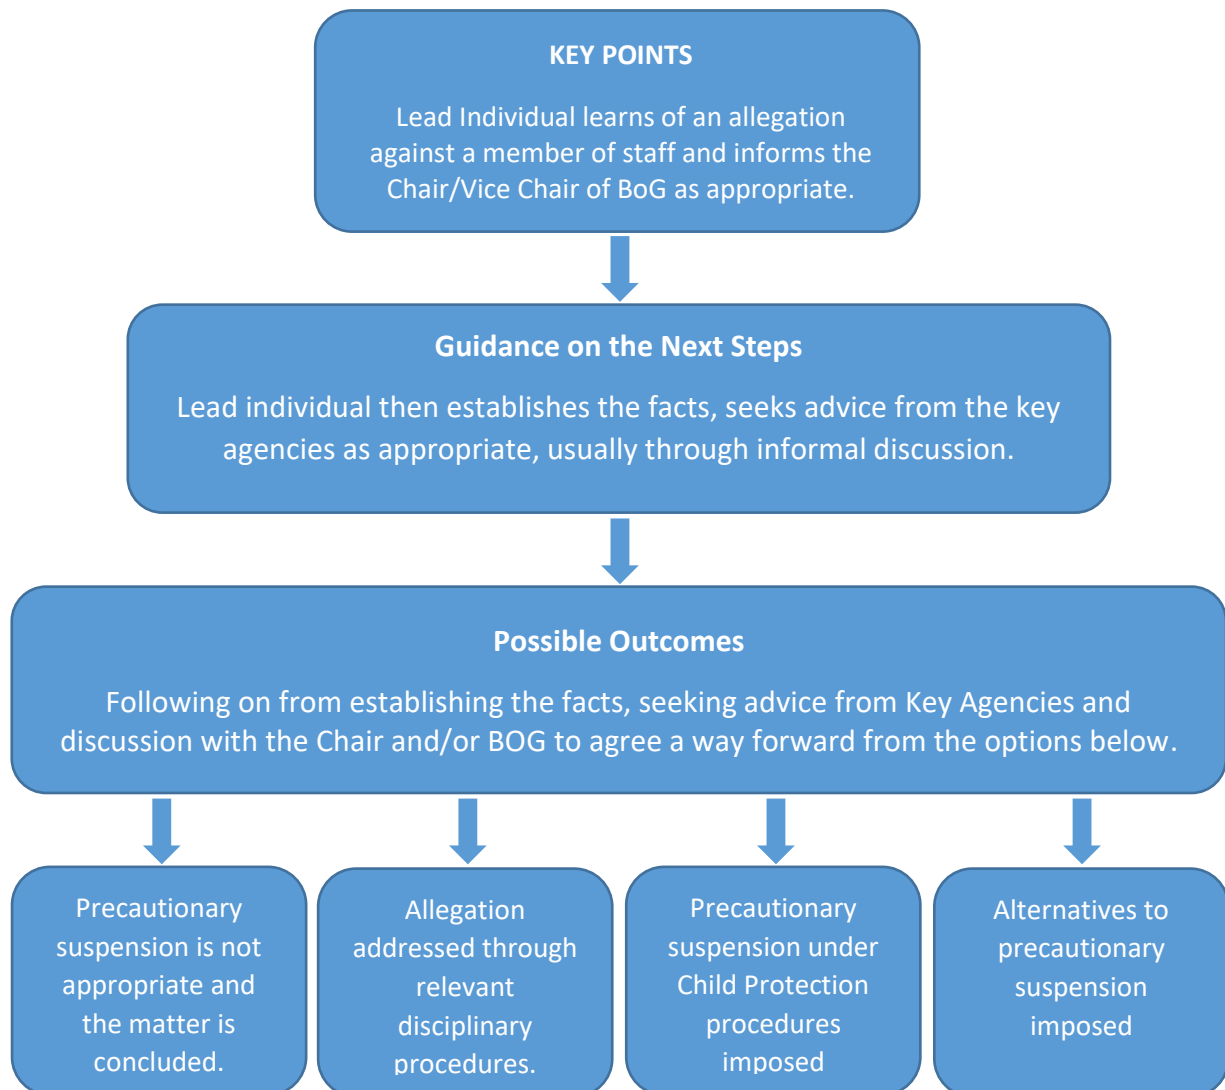 KEY POINTS
Lead Individual learns of an allegation
against a member of staff and informs the
Chair/Vice Chair of BoG as appropriate.
Guidance on the Next Steps
Lead individual then establishes the facts, seeks advice from the key
agencies as appropriate, usually through informal discussion.
Possible Outcomes
Following on from establishing the facts, seeking advice from Key Agencies and
discussion with the Chair and/or BOG to agree a way forward from the options below.
Precautionary
suspension is not
appropriate and
the matter is
concluded.
Allegation
addressed through
relevant
disciplinary
procedures.
Precautionary
suspension under
Child Protection
procedures
imposed
Alternatives to
precautionary
suspension
imposed